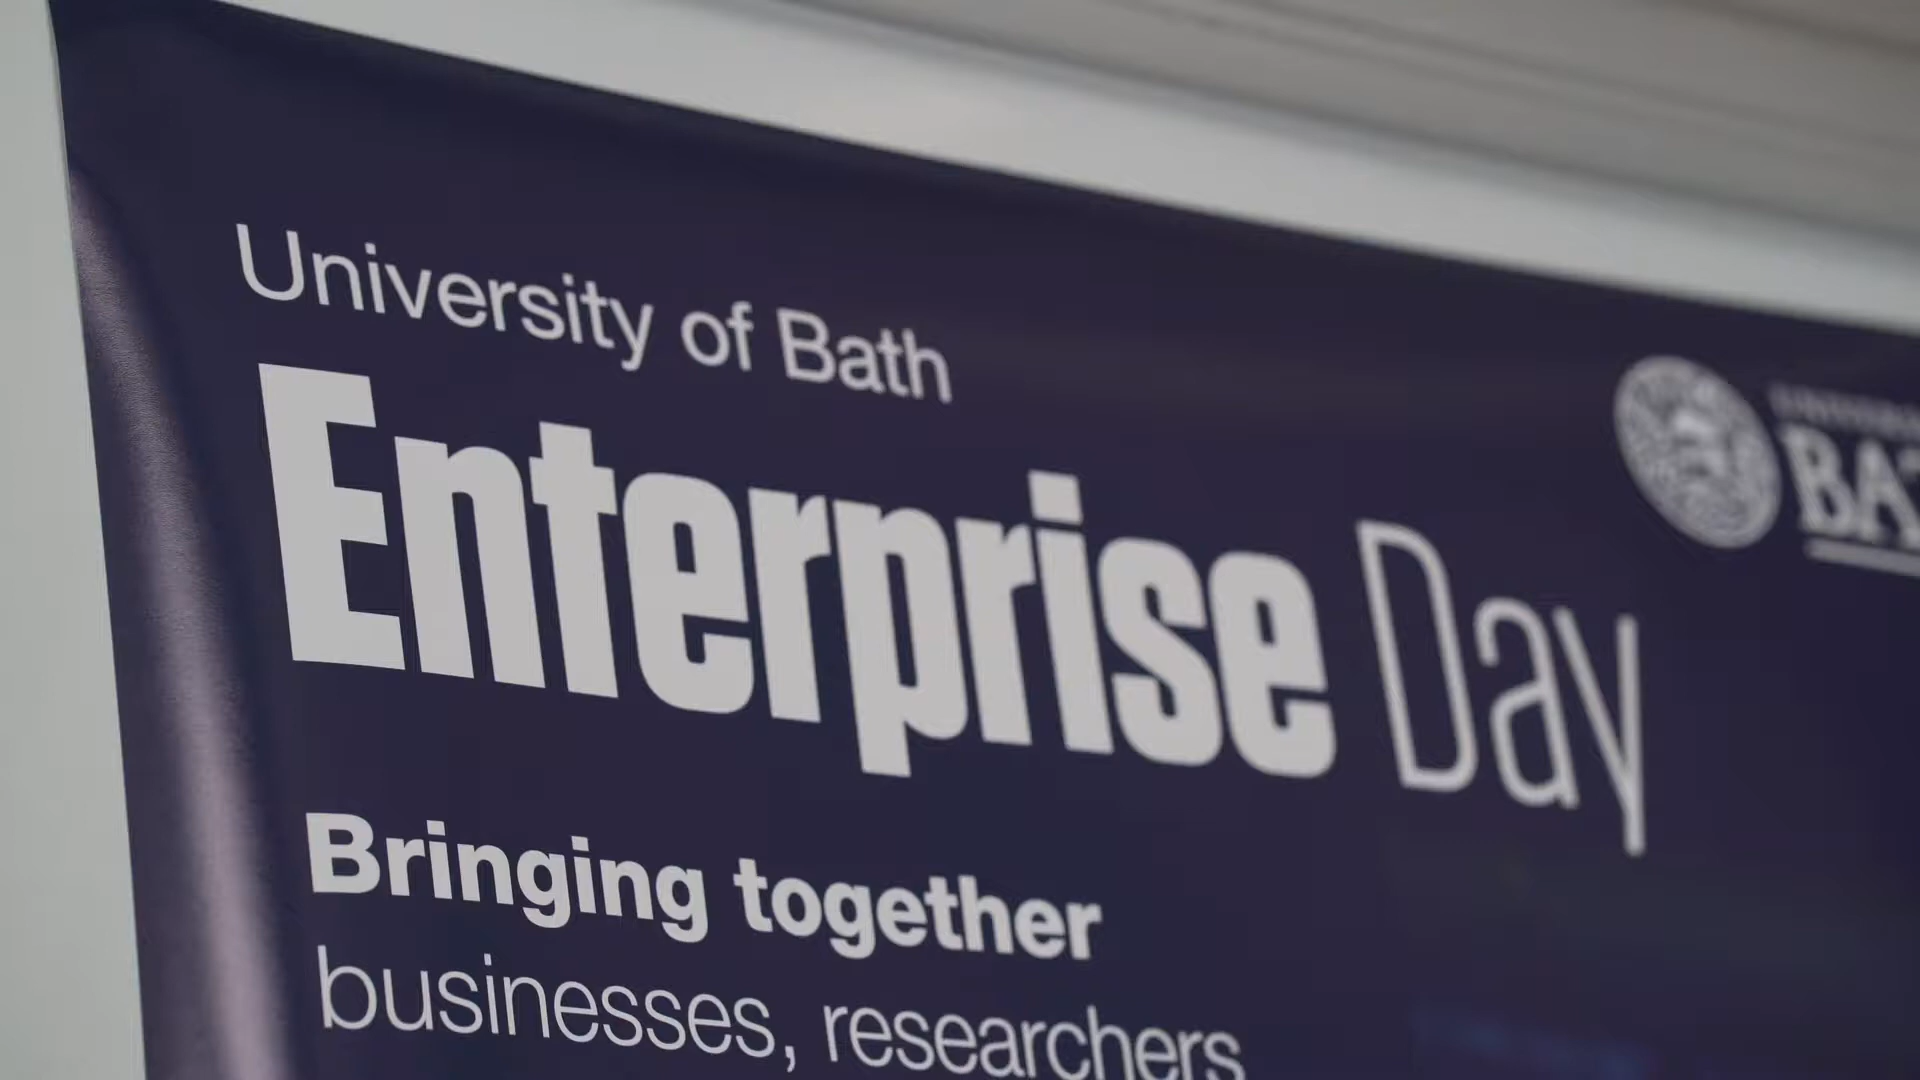 University of Bath
Enterprise Day
Bringing together
businesses, researchers